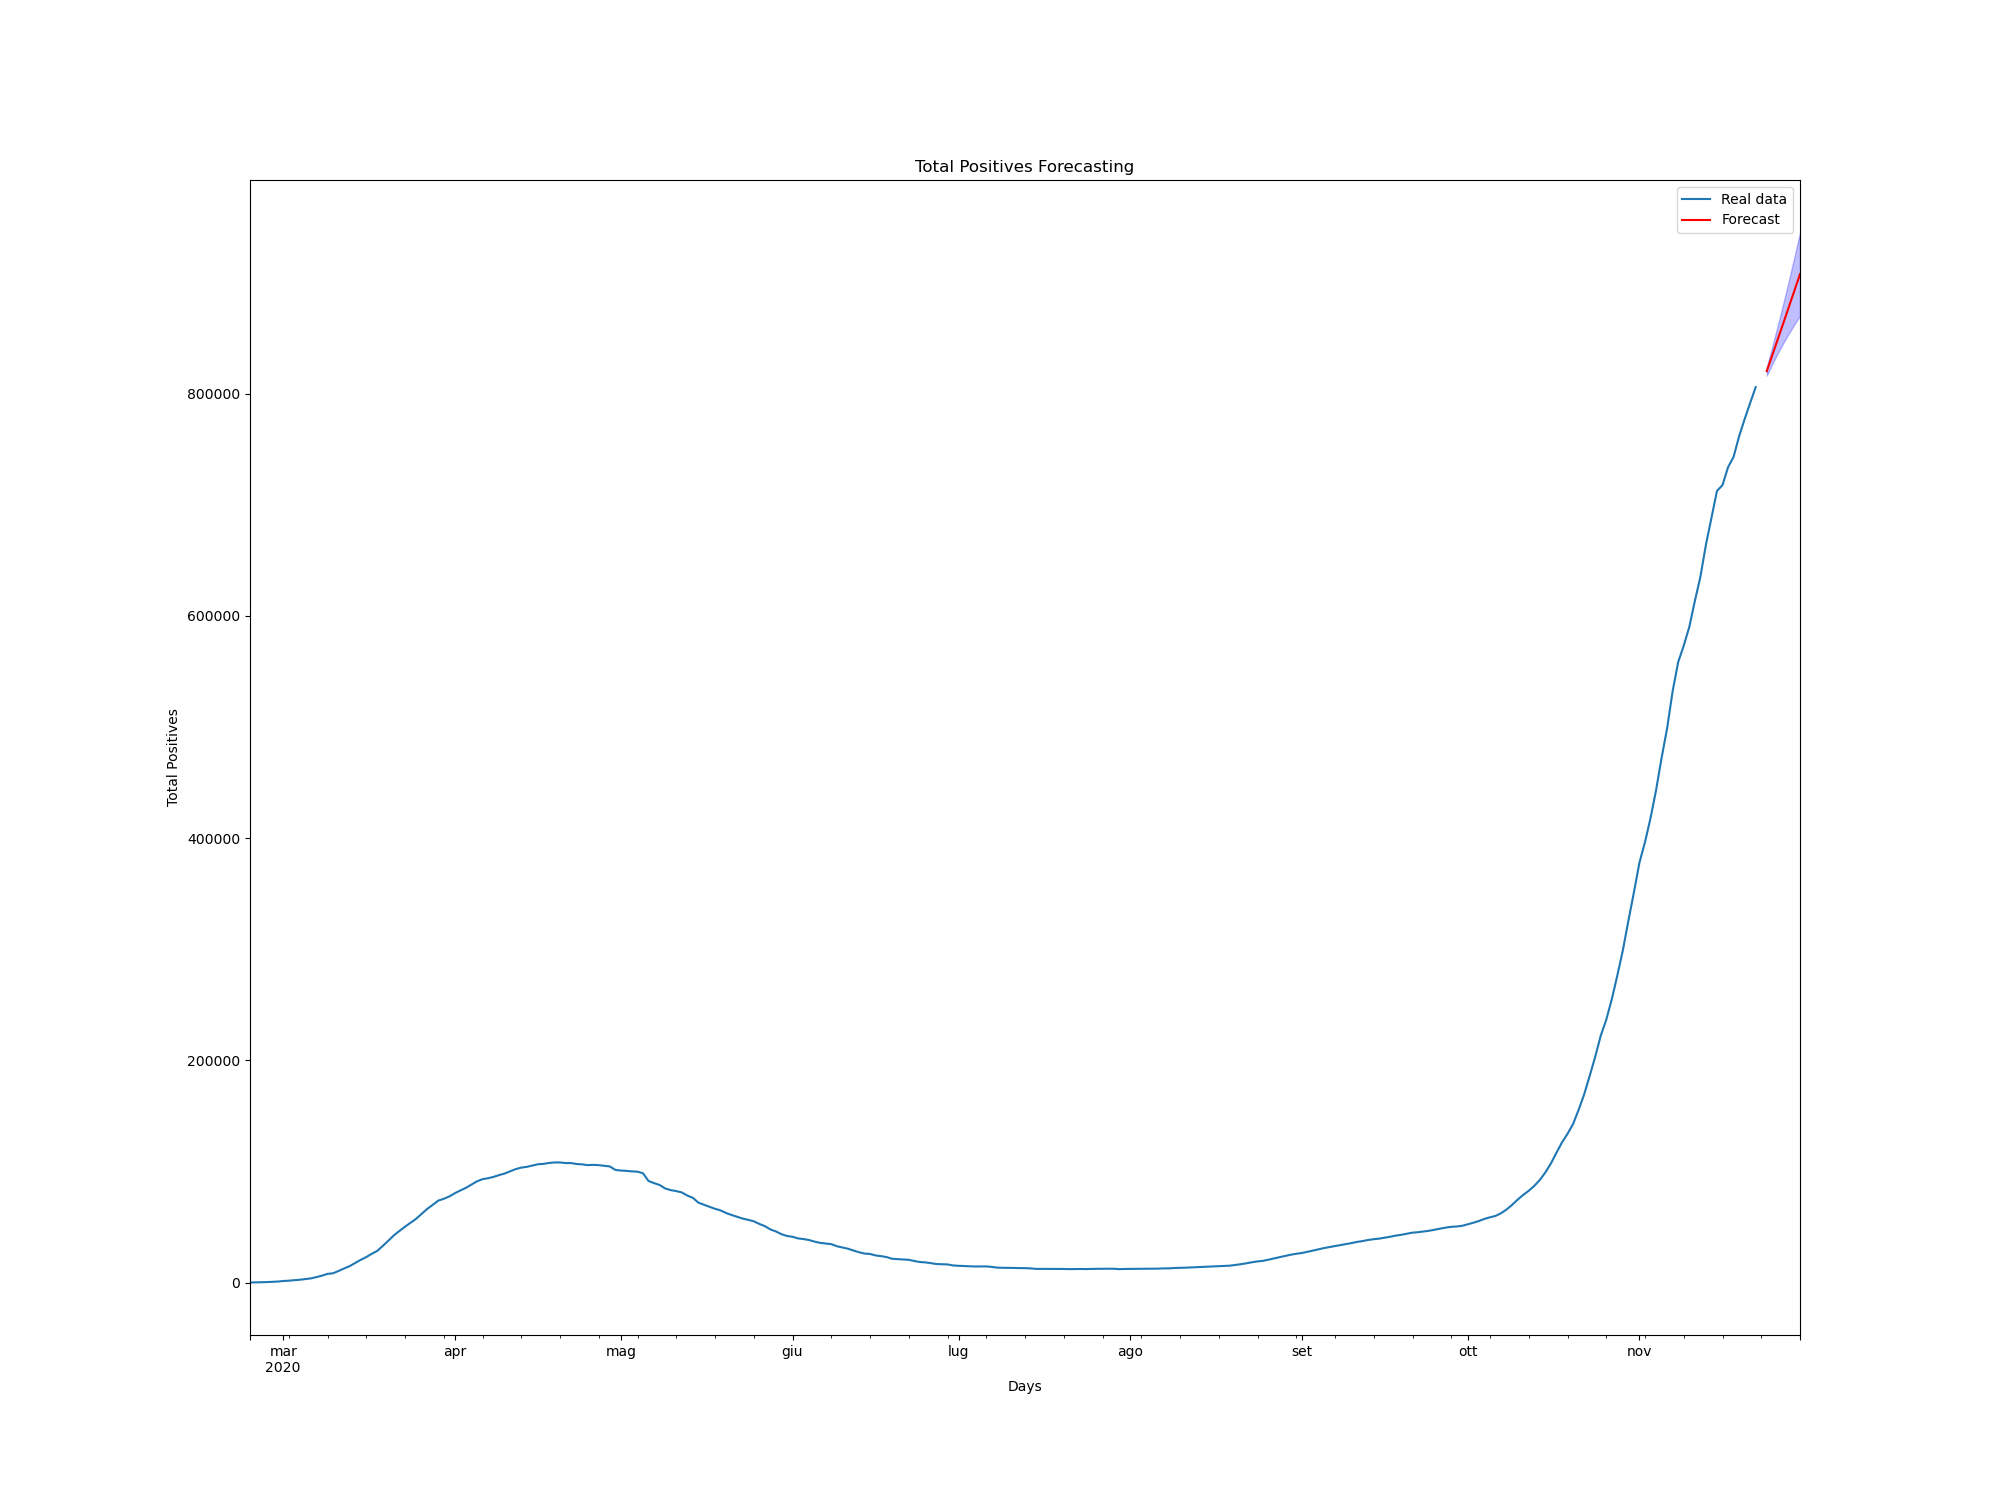 Total Positives Forecasting
Real data
Forecast
800000
600000
400000
200000
0
Total Positives
mar
2020
apr
mag
giu
lug
ago
set
ott
nov
Days